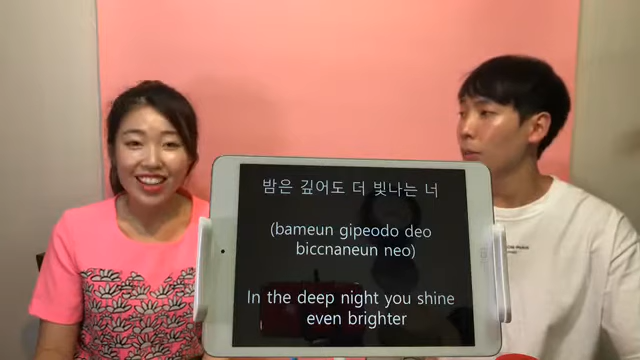 밤은 깊어도 더 빛나는 너
(bameun gipeodo deo
biccnaneun neo)
In the deep night you shine
even brighter